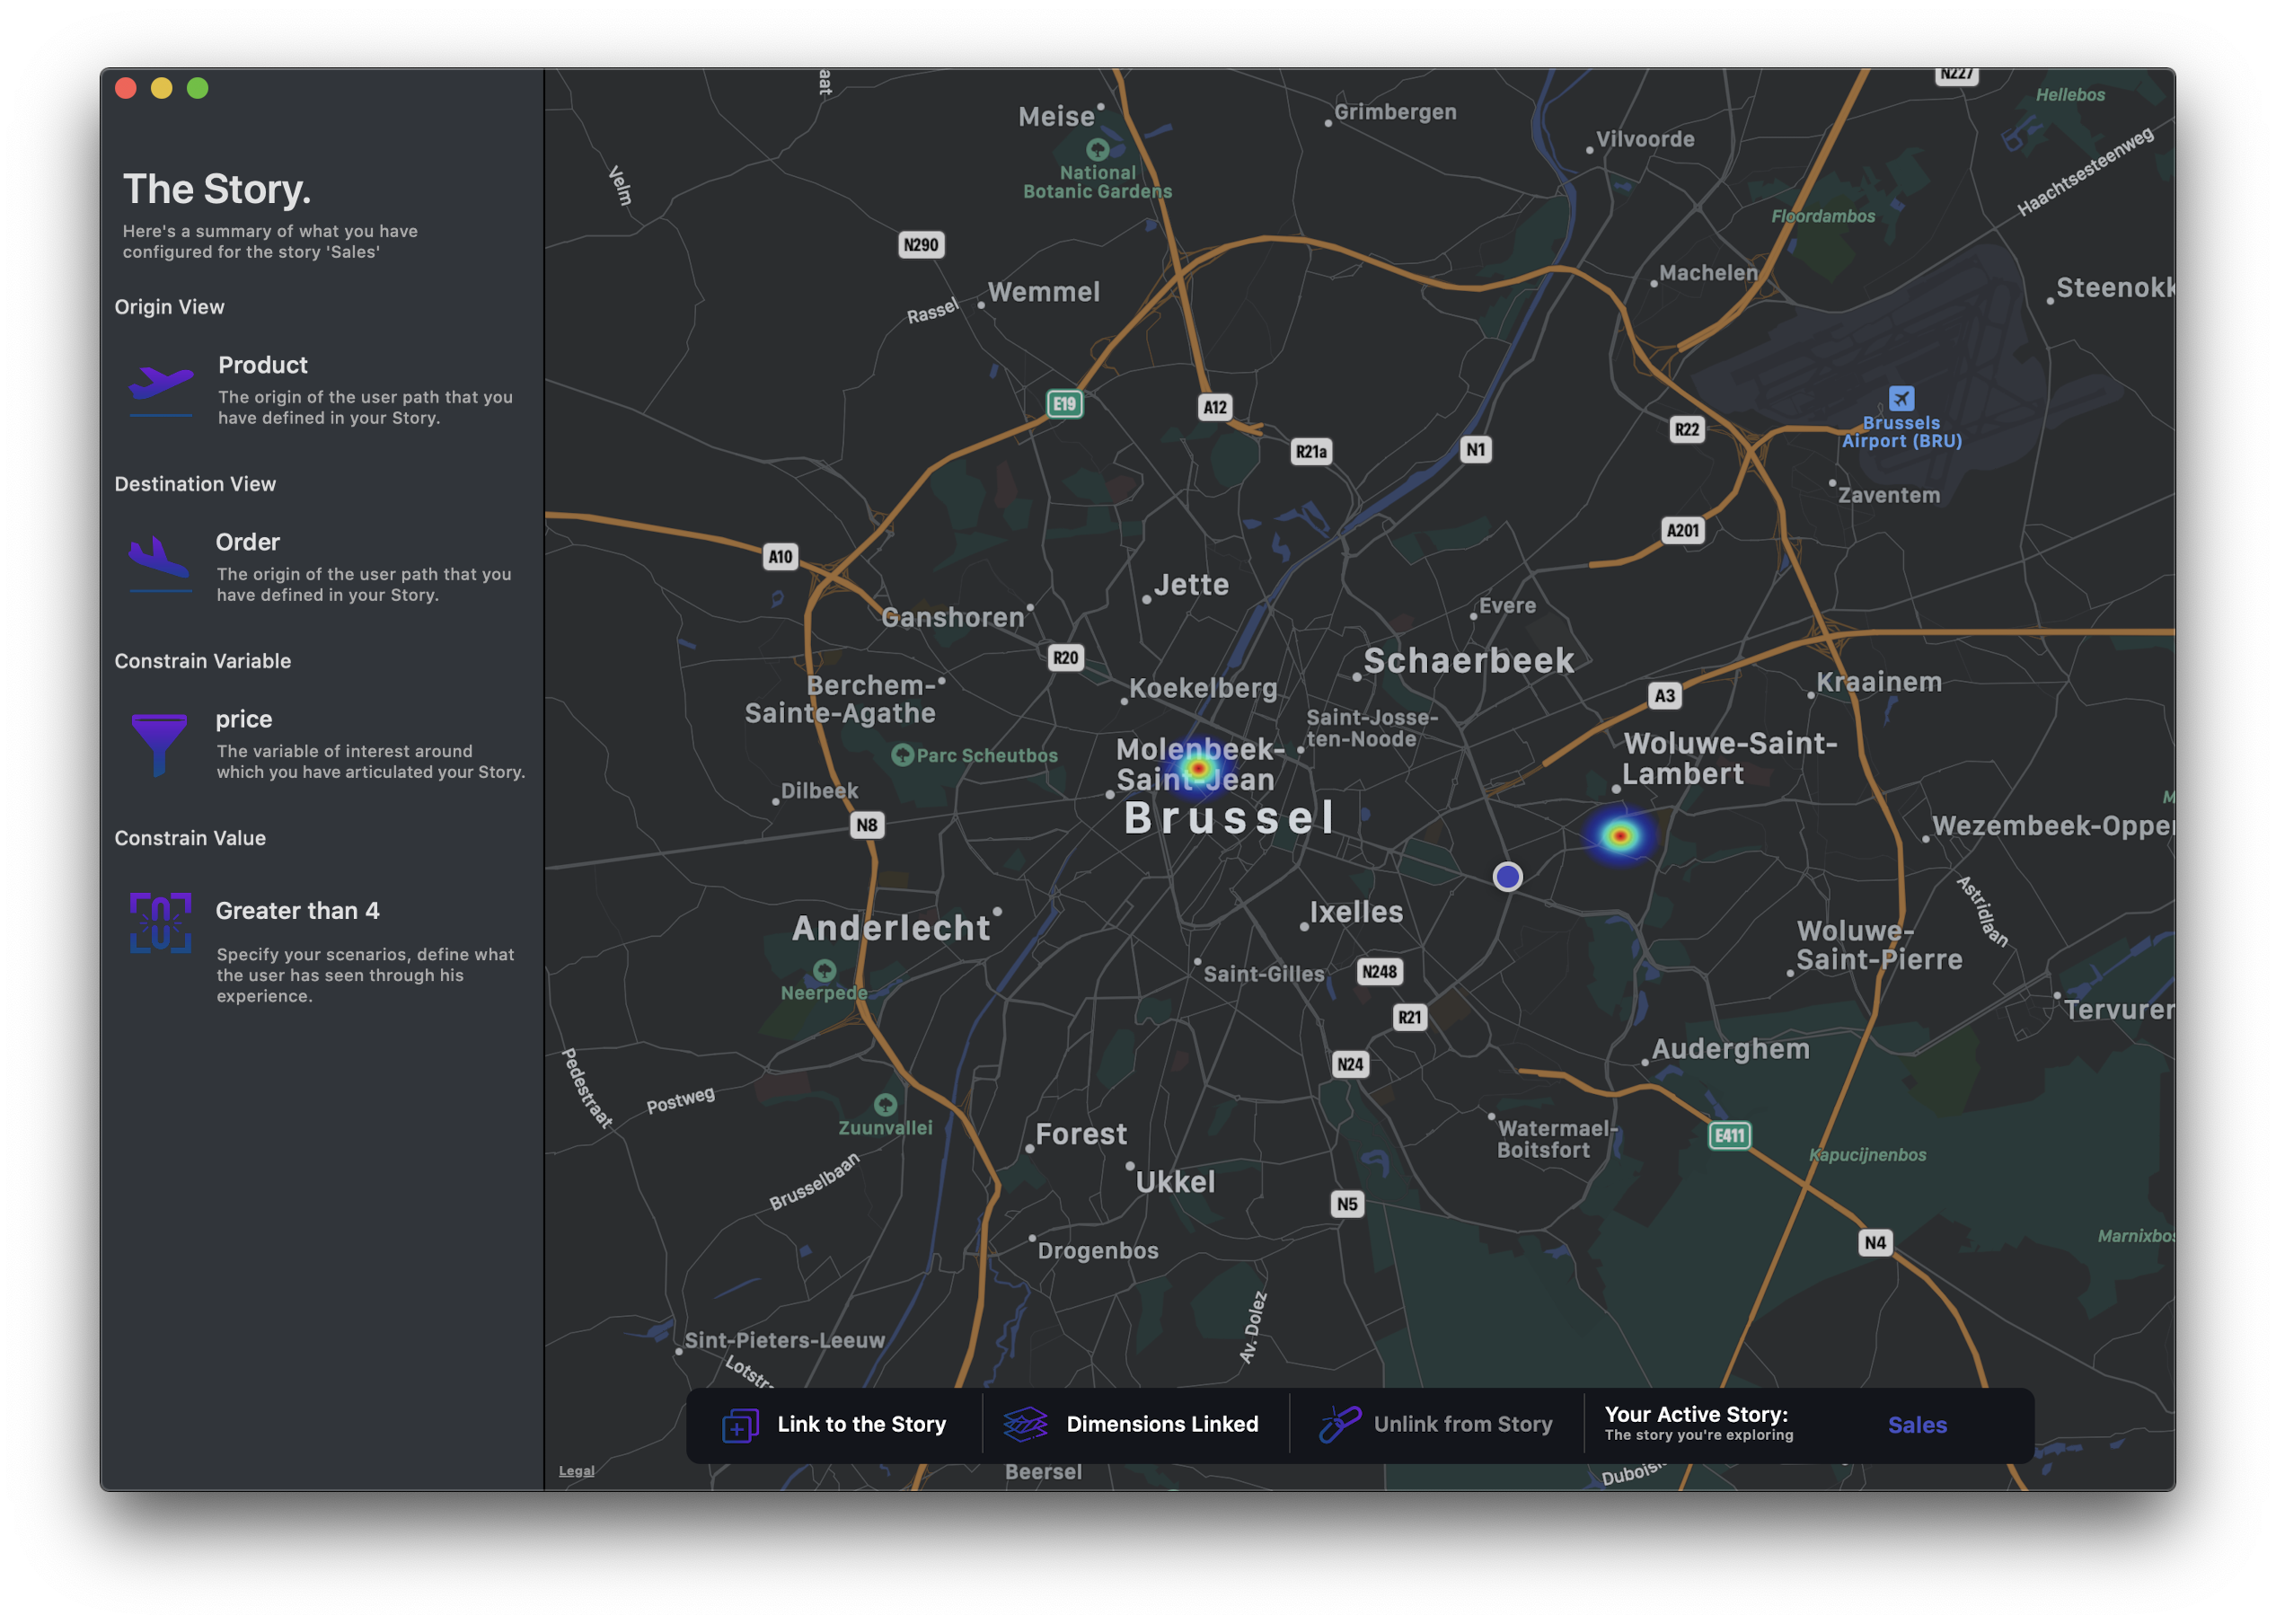 The Story.
Here's a summary of what you have
configured for the story 'Sales'
Origin View
Product
The origin of the user path that you
have defined in your Story.
Destination View
Order
The origin of the user path that you
have defined in your Story.
Constrain Variable
price
The variable of interest around
which you have articulated your Story.
Constrain Value
Greater than 4
Specify your scenarios, define what
the user has seen through his
experience.
aat
N227
Hellebos
Meise
Grimbergen
Vilvoorde
National
Botanic Gardens
Velm
Haachtsesteenweg
Floordambos
N290
Machelen
Wemmel
Steenokk
Rassel
E19
A12
Brussels
Airport (BRU)
R22
R21a
N1
Zaventem
A201
A10
Jette
Ganshoren
Evere
R20
Schaerbeek
Berchem-
Sainte-Agathe
Koekelberg
A3
Kraainem
Saint-Josse-
ten-Noode
Parc Scheutbos
Molenbeek-
Saint-Jean
Woluwe-Saint-
Lambert
Dilbeek
M
N8
Brussel
Wezembeek-Opper
Astridlaan
Anderlecht
Ixelles
Woluwe-
Saint-Pierre
Saint-Gilles
N248
Neerpede
R21
Tervurer
Auderghem
N24
Pedestraat
Postweg
Zuunvallei
Forest
Watermael-
Boitsfort
E411
Kapucijnenbos
Ukkel
Brusselbaan
N5
Marnixbos
N4
Drogenbos
Av. Dolez
Sint-Pieters-Leeuw
Lotstr
Link to the Story
Dimensions Linked
Unlink from Story
Your Active Story:
The story you're exploring
Sales
Legal
Beersel
Duboisl